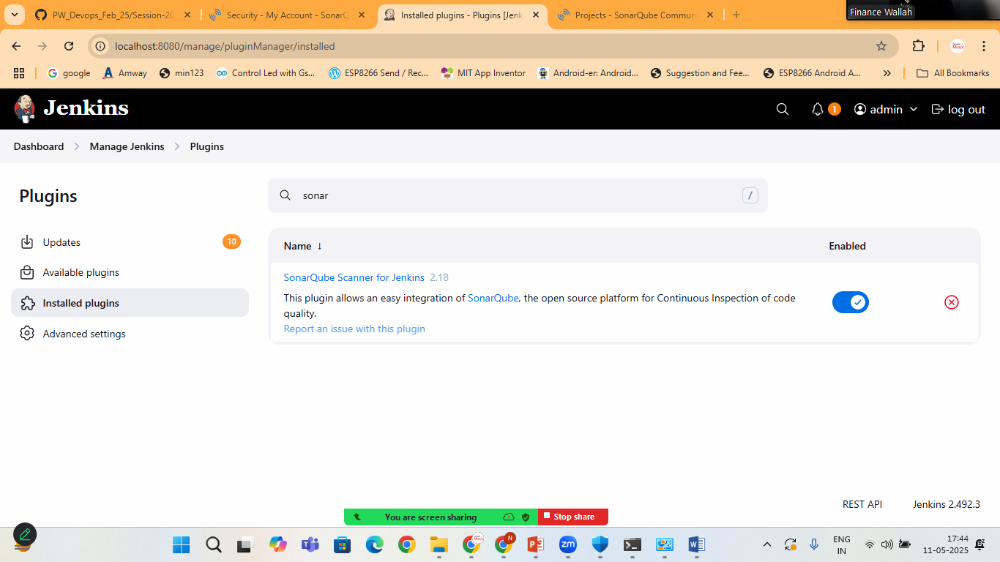 PW_Devops_Feb_25/Session-20
Security - My Account - SonarQ
Installed plugins - Plugins [Jenk
Projects - SonarQube Commun
Finance Wallah
localhost:8080/manage/pluginManager/installed
google
Amway
min123
Control Led with Gs...
ESP8266 Send / Rec...
MIT App Inventor
Android-er: Android...
Suggestion and Fee...
ESP8266 Android A...
All Bookmarks
Jenkins
1
admin
log out
Dashboard
Manage Jenkins
Plugins
Plugins
sonar
/
Updates
10
Available plugins
Installed plugins
Advanced settings
Name ↓
Enabled
SonarQube Scanner for Jenkins 2.18
This plugin allows an easy integration of SonarQube, the open source platform for Continuous Inspection of code
quality.
Report an issue with this plugin
REST API
Jenkins 2.492.3
You are screen sharing
Stop share
N
zm
ENG
IN
17:44
11-05-2025